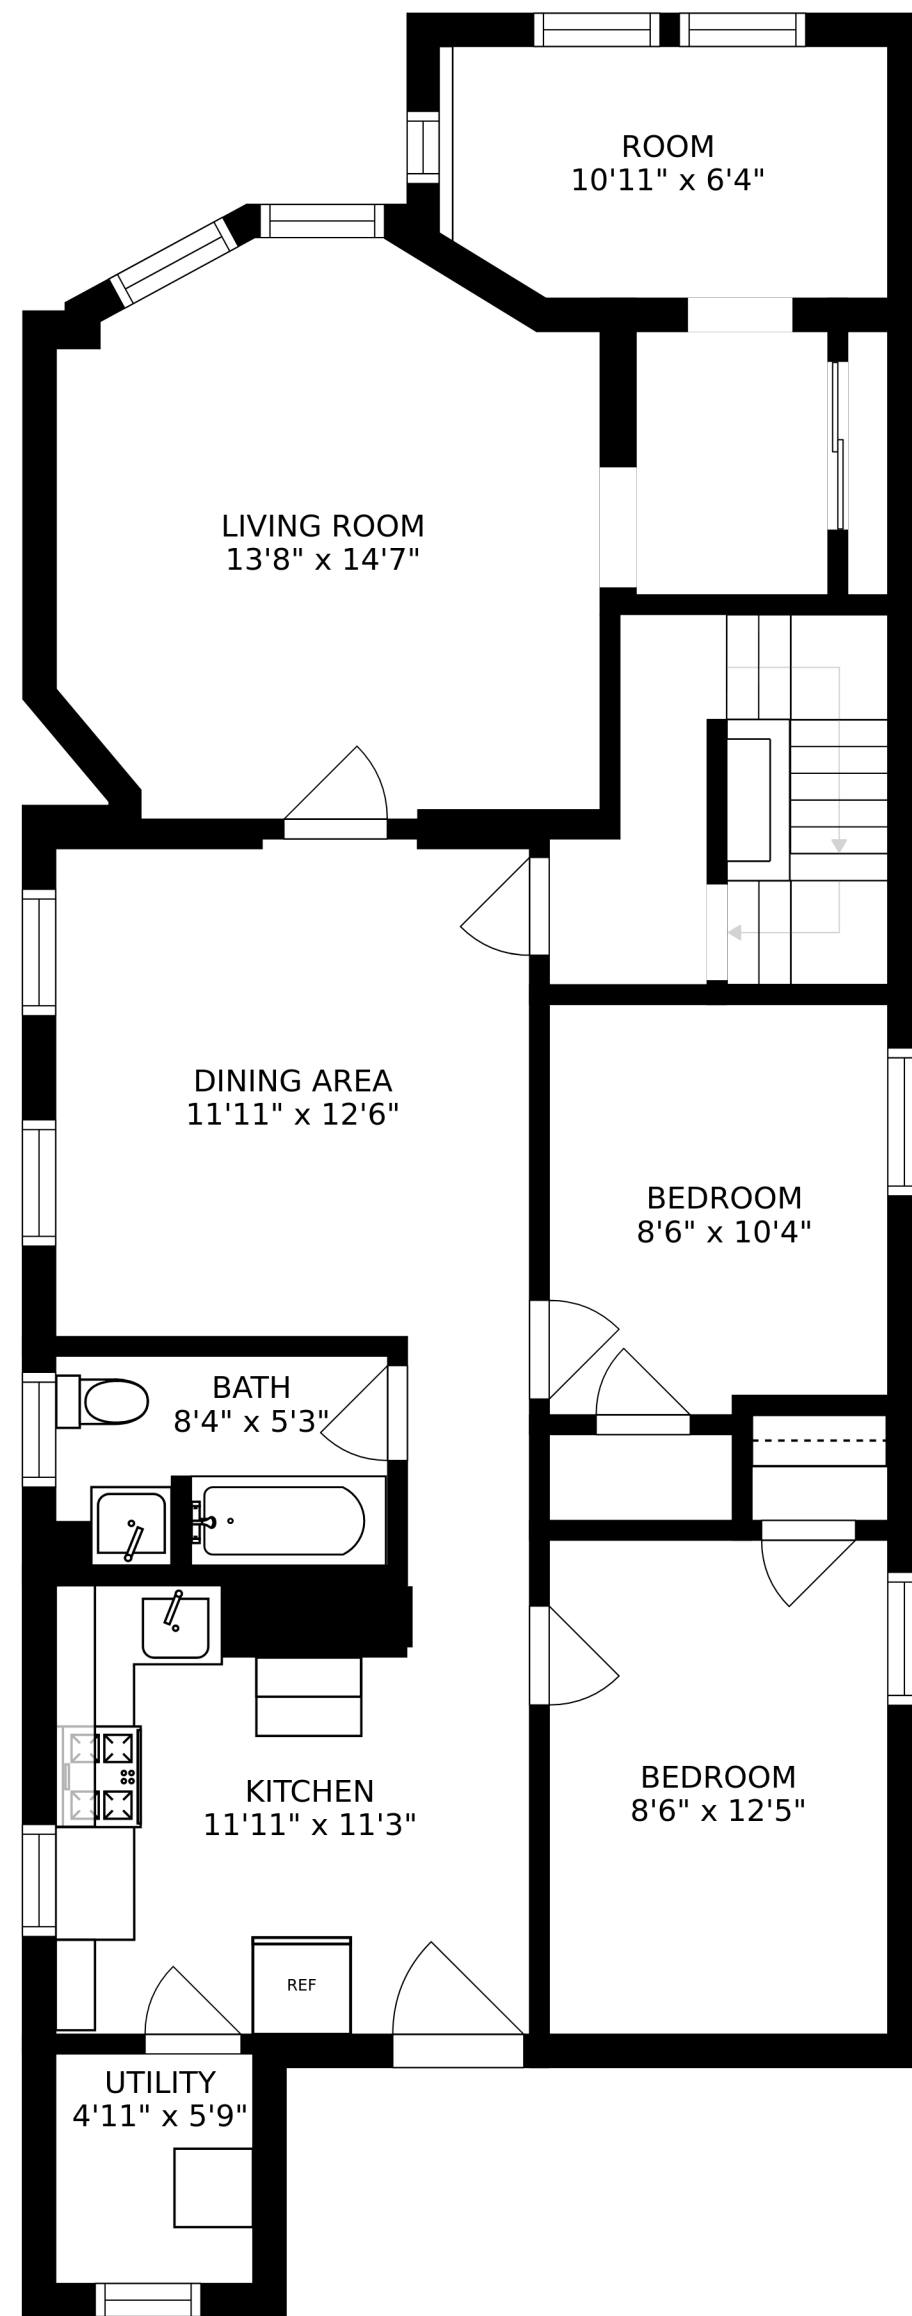 ROOM
10'11" x 6'4"
LIVING ROOM
13'8" x 14'7"
DINING AREA
11'11" x 12'6"
BEDROOM
8'6" x 10'4"
BATH
8'4" x 5'3"
BEDROOM
8'6" x 12'5"
KITCHEN
11'11" x 11'3"
REF
UTILITY
4'11" x 5'9"